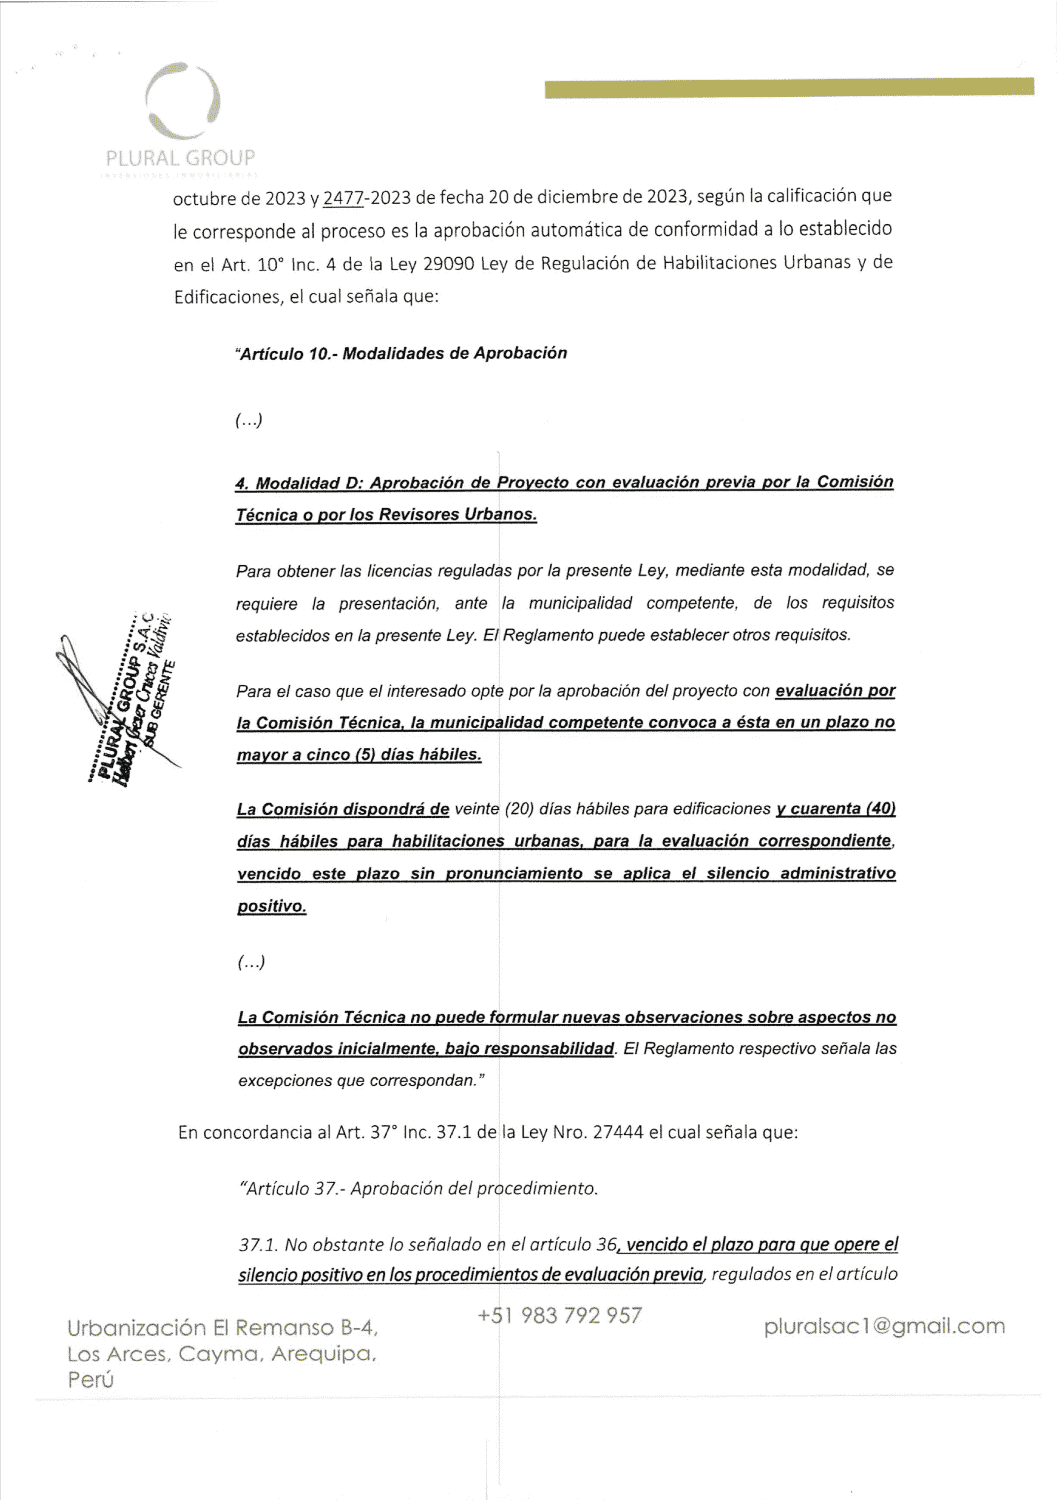 PLURAL GROUP
INVERSIONES INMOBILIARIAS
octubre de 2023 y 2477-2023 de fecha 20 de diciembre de 2023, según la calificación que
le corresponde al proceso es la aprobación automática de conformidad a lo establecido
en el Art. 10° Inc. 4 de la Ley 29090 Ley de Regulación de Habilitaciones Urbanas y de
Edificaciones, el cual señala que:
“Artículo 10.- Modalidades de Aprobación
(...)
4. Modalidad D: Aprobación de Proyecto con evaluación previa por la Comisión
Técnica o por los Revisores Urbanos.
Para obtener las licencias reguladas por la presente Ley, mediante esta modalidad, se
requiere la presentación, ante la municipalidad competente, de los requisitos
establecidos en la presente Ley. El Reglamento puede establecer otros requisitos.
Para el caso que el interesado opte por la aprobación del proyecto con evaluación por
la Comisión Técnica, la municipalidad competente convoca a ésta en un plazo no
mayor a cinco (5) días hábiles.
La Comisión dispondrá de veinte (20) días hábiles para edificaciones y cuarenta (40)
días hábiles para habilitaciones urbanas, para la evaluación correspondiente,
vencido este plazo sin pronunciamiento se aplica el silencio administrativo
positivo.
(...)
La Comisión Técnica no puede formular nuevas observaciones sobre aspectos no
observados inicialmente, bajo responsabilidad. El Reglamento respectivo señala las
excepciones que correspondan.”
PLURAL GROUP S.A.C
Helbert Geser Cruces Valdivia
SUB GERENTE
En concordancia al Art. 37° Inc. 37.1 de la Ley Nro. 27444 el cual señala que:
“Artículo 37.- Aprobación del procedimiento.
37.1. No obstante lo señalado en el artículo 36, vencido el plazo para que opere el
silencio positivo en los procedimientos de evaluación previa, regulados en el artículo
Urbanización El Remanso B-4,
Los Arces, Cayma, Arequipa,
Perú
+51 983 792 957
pluralsac1@gmail.com